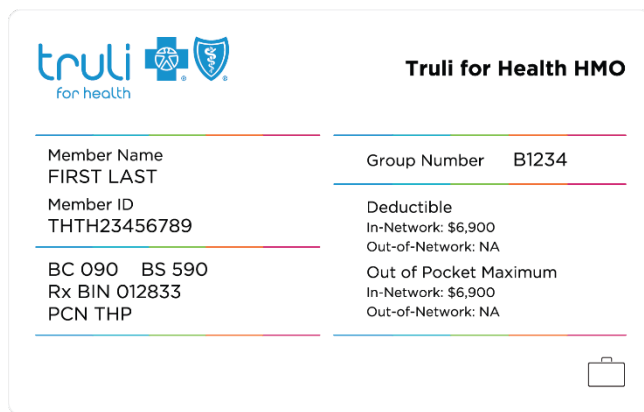 truli
for health
Truli for Health HMO
Member Name
FIRST LAST
Member ID
THTH23456789
BC 090 BS 590
Rx BIN 012833
PCN THP
Group Number B1234
Deductible
In-Network: $6,900
Out-of-Network: NA
Out of Pocket Maximum
In-Network: $6,900
Out-of-Network: NA